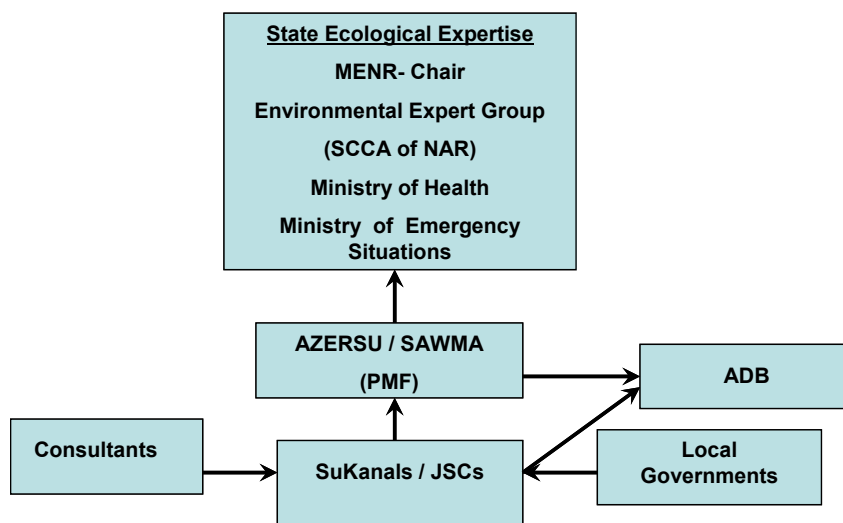 State Ecological Expertise
MENR- Chair
Environmental Expert Group
(SCCA of NAR)
Ministry of Health
Ministry of Emergency
Situations
AZERSU / SAWMA
(PMF)
ADB
Consultants
SuKanals / JSCs
Local
Governments